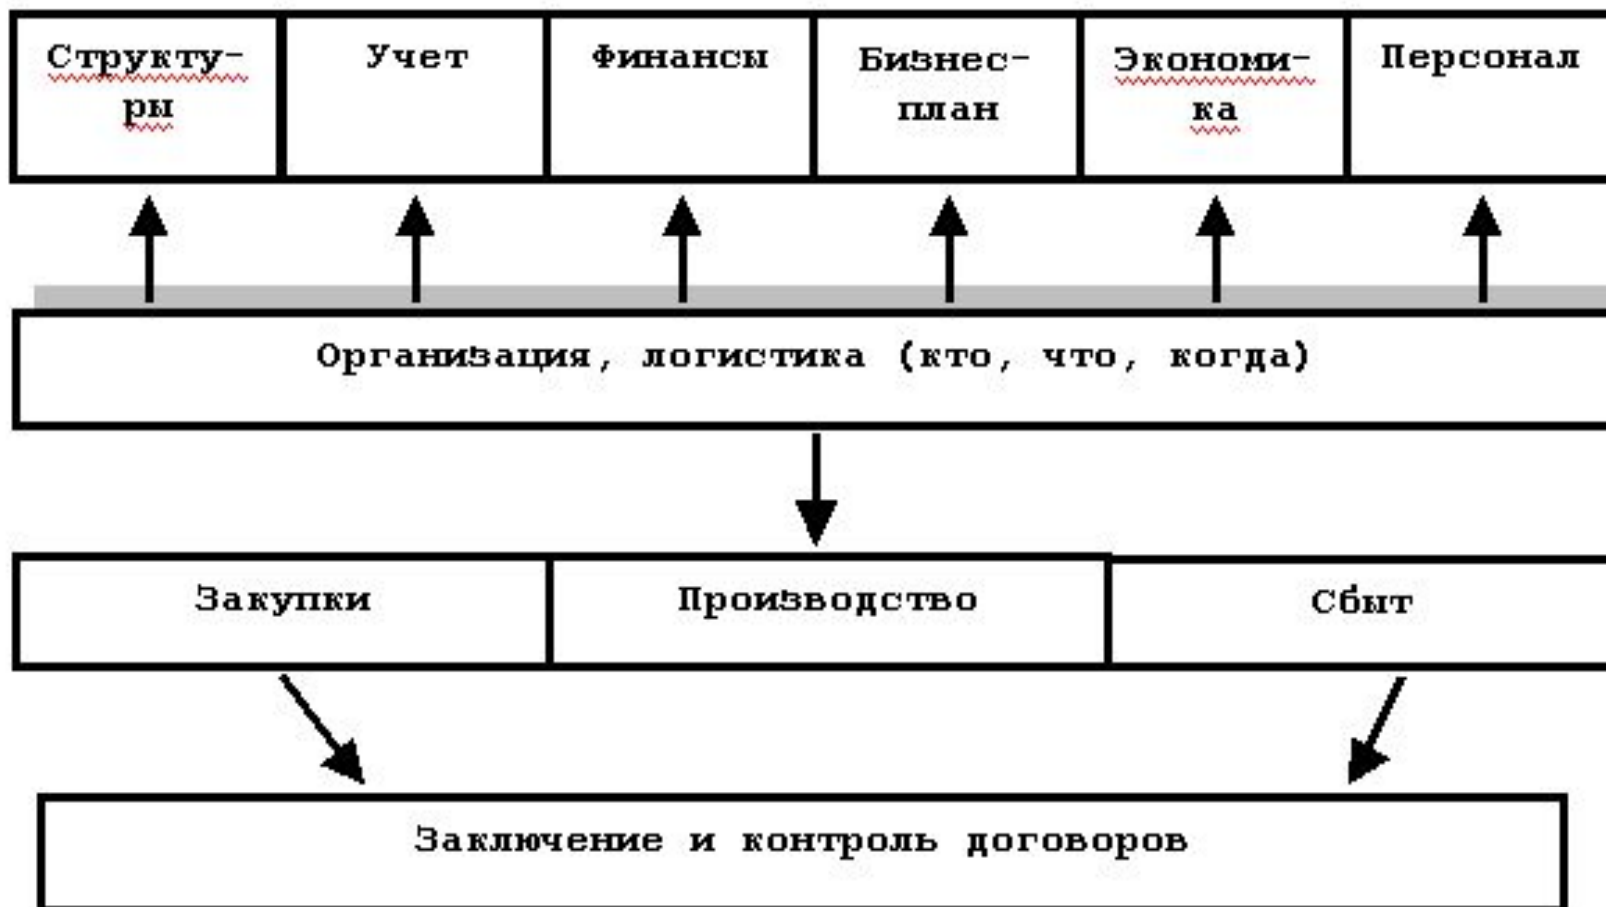 Структу-
ры
Учет
Финансы
Бизнес-
план
Экономи-
ка
Персонал
Организация, логистика (кто, что, когда)
Закупки
Производство
Сбыт
Заключение и контроль договоров